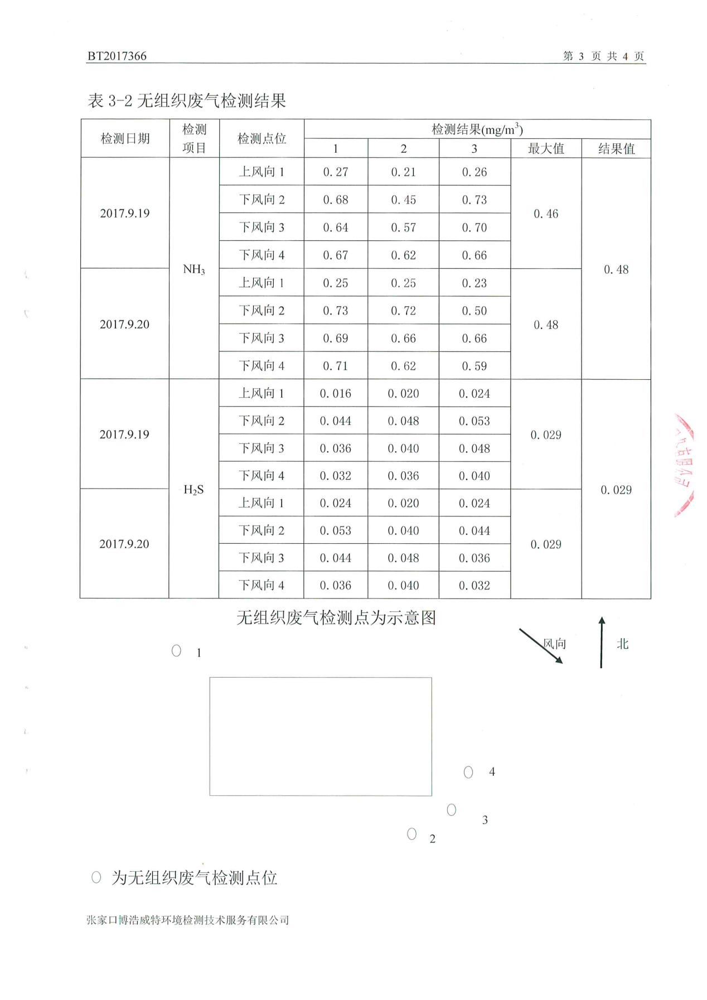 BT2017366
第 3 页 共 4 页
表 3-2 无组织废气检测结果
检测日期 检测项目 检测点位 检测结果(mg/m³)
1 2 3 最大值 结果值
2017.9.19 NH₃ 上风向 1 0.27 0.21 0.26 0.46 0.48
下风向 2 0.68 0.45 0.73
下风向 3 0.64 0.57 0.70
下风向 4 0.67 0.62 0.66
2017.9.20 上风向 1 0.25 0.25 0.23 0.48
下风向 2 0.73 0.72 0.50
下风向 3 0.69 0.66 0.66
下风向 4 0.71 0.62 0.59
2017.9.19 H₂S 上风向 1 0.016 0.020 0.024 0.029 0.029
下风向 2 0.044 0.048 0.053
下风向 3 0.036 0.040 0.048
下风向 4 0.032 0.036 0.040
2017.9.20 上风向 1 0.024 0.020 0.024 0.029
下风向 2 0.053 0.040 0.044
下风向 3 0.044 0.048 0.036
下风向 4 0.036 0.040 0.032
无组织废气检测点为示意图
风向 北
○ 1
○ 4
○ 3
○ 2
○ 为无组织废气检测点位
张家口博浩威特环境检测技术服务有限公司